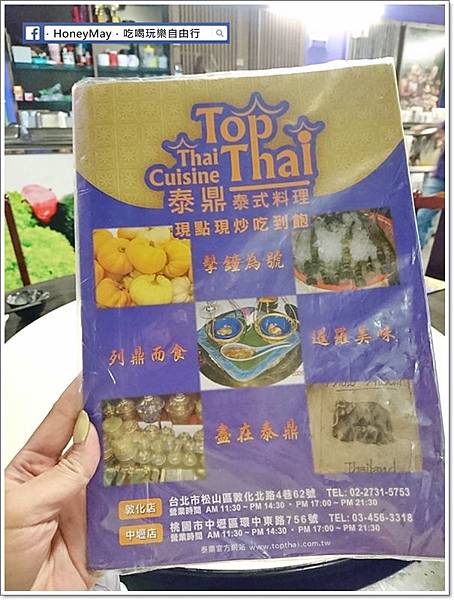 f · HoneyMay · 吃喝玩樂自由行
Top
Thai
Thai
Cuisine
泰鼎 泰式料理
現點現炒吃到飽
擊鐘為號
列鼎而食
暹羅美味
盡在泰鼎
Thailand
敦化店 台北市松山區敦化北路4巷62號 TEL: 02-2731-5753
營業時間 AM 11:30 ~ PM 14:30 · PM 17:00 ~ PM 21:30
中壢店 桃園市中壢區環中東路756號 TEL: 03-456-3318
營業時間 AM 11:30 ~ PM 14:30 · PM 17:00 ~ PM 21:30
泰鼎官方網站 www.topthai.com.tw